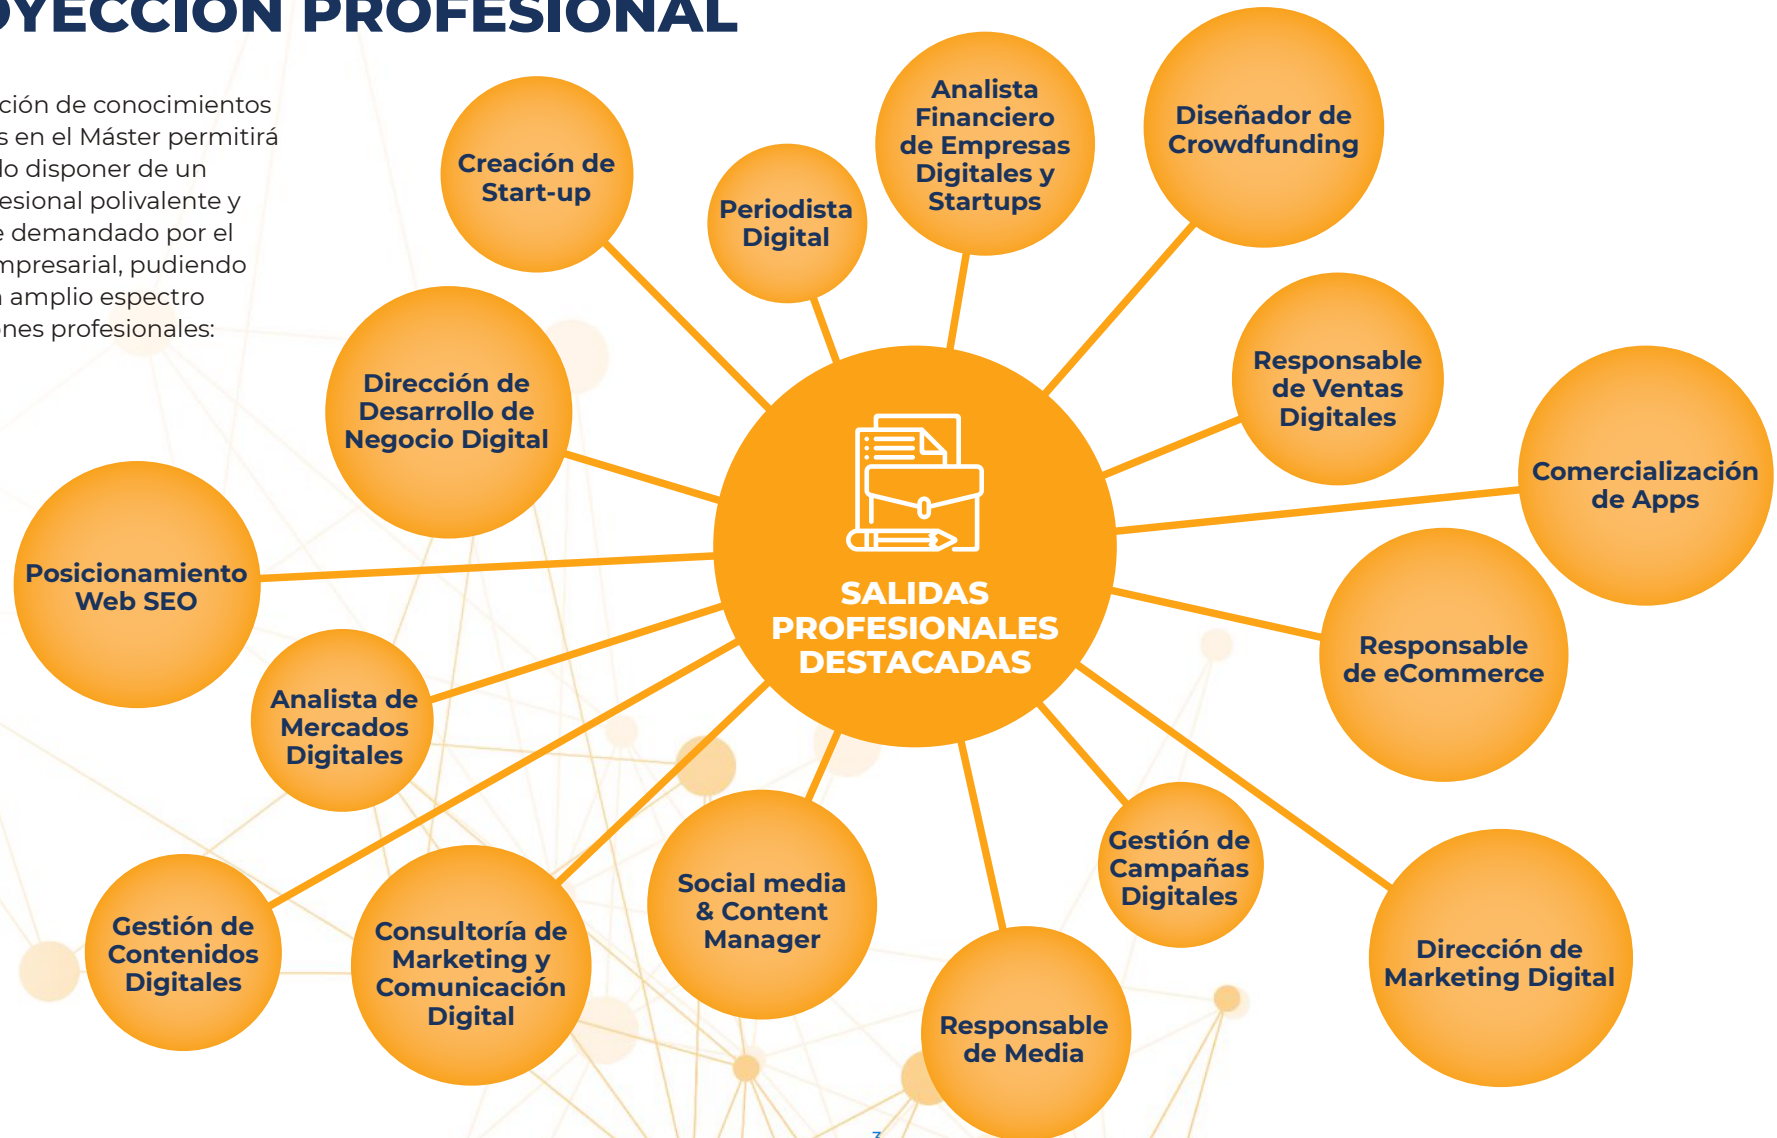 OYECCIÓN PROFESIONAL
ción de conocimientos
s en el Máster permitirá
do disponer de un
esional polivalente y
e demandado por el
mpresarial, pudiendo
n amplio espectro
ones profesionales:
Creación de
Start-up
Periodista
Digital
Analista
Financiero
de Empresas
Digitales y
Startups
Diseñador de
Crowdfunding
Dirección de
Desarrollo de
Negocio Digital
Responsable
de Ventas
Digitales
Comercialización
de Apps
Posicionamiento
Web SEO
SALIDAS
PROFESIONALES
DESTACADAS
Responsable
de eCommerce
Analista de
Mercados
Digitales
Gestión de
Contenidos
Digitales
Consultoría de
Marketing y
Comunicación
Digital
Social media
& Content
Manager
Responsable
de Media
Gestión de
Campañas
Digitales
Dirección de
Marketing Digital
3